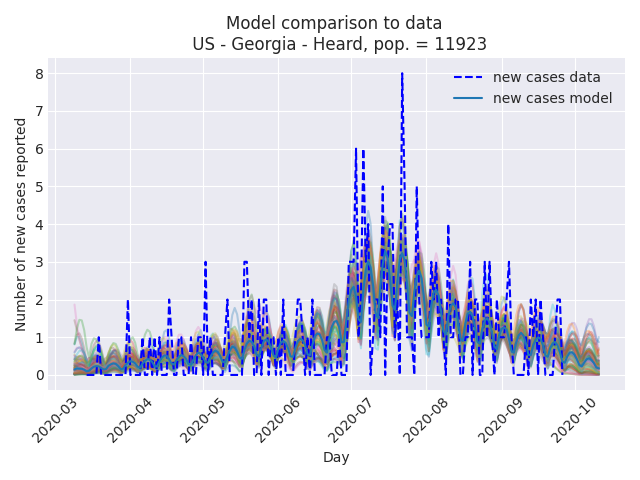 Model comparison to data
US - Georgia - Heard, pop. = 11923
new cases data
new cases model
Number of new cases reported
8
7
6
5
4
3
2
1
0
2020-03
2020-04
2020-05
2020-06
2020-07
2020-08
2020-09
2020-10
Day